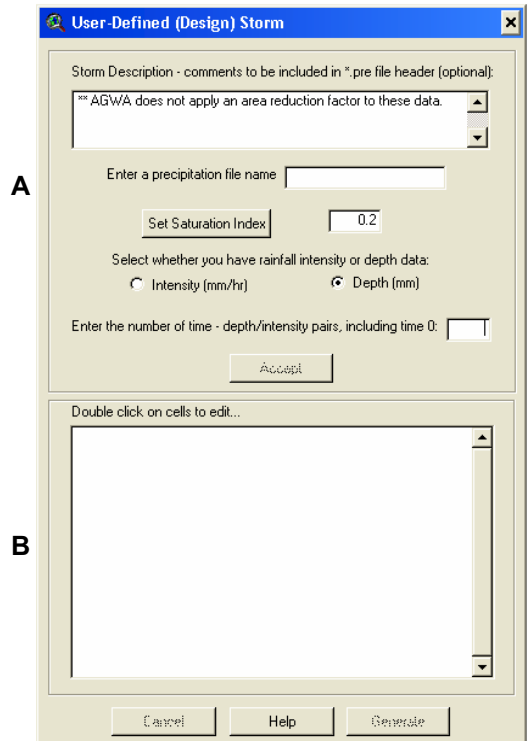 User-Defined (Design) Storm
Storm Description - comments to be included in *.pre file header (optional):
** AGWA does not apply an area reduction factor to these data.
A
Enter a precipitation file name
Set Saturation Index 0.2
Select whether you have rainfall intensity or depth data:
Intensity (mm/hr) Depth (mm)
Enter the number of time - depth/intensity pairs, including time 0:
Accept
Double click on cells to edit...
B
Cancel Help Generate